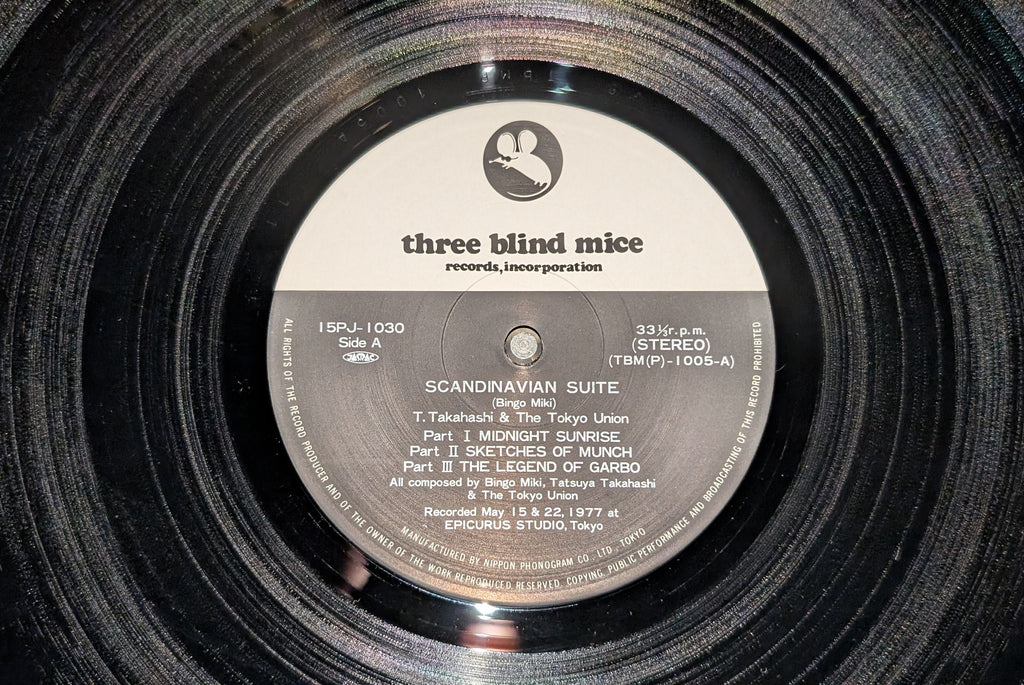 three blind mice
records, incorporation
15PJ-1030
Side A
JASRAC
33⅓r.p.m.
(STEREO)
(TBM(P)-1005-A)
SCANDINAVIAN SUITE
(Bingo Miki)
T. Takahashi & The Tokyo Union
Part I MIDNIGHT SUNRISE
Part II SKETCHES OF MUNCH
Part III THE LEGEND OF GARBO
All composed by Bingo Miki, Tatsuya Takahashi
& The Tokyo Union
Recorded May 15 & 22, 1977 at
EPICURUS STUDIO, Tokyo
MANUFACTURED BY NIPPON PHONOGRAM CO., LTD., TOKYO
ALL RIGHTS OF THE RECORD PRODUCER AND OF THE OWNER OF THE WORK REPRODUCED RESERVED. COPYING, PUBLIC PERFORMANCE AND BROADCASTING OF THIS RECORD PROHIBITED